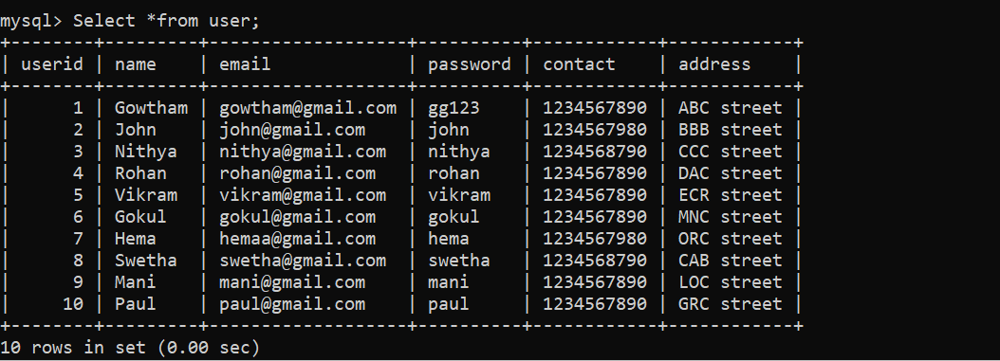 mysql> Select *from user;
+--------+---------+------------------+----------+------------+------------+
| userid | name    | email            | password | contact    | address    |
+--------+---------+------------------+----------+------------+------------+
|      1 | Gowtham | gowtham@gmail.com | gg123    | 1234567890 | ABC street |
|      2 | John    | john@gmail.com    | john     | 1234567980 | BBB street |
|      3 | Nithya  | nithya@gmail.com  | nithya   | 1234568790 | CCC street |
|      4 | Rohan   | rohan@gmail.com   | rohan    | 1234567890 | DAC street |
|      5 | Vikram  | vikram@gmail.com  | vikram   | 1234567890 | ECR street |
|      6 | Gokul   | gokul@gmail.com   | gokul    | 1234567890 | MNC street |
|      7 | Hema    | hemaa@gmail.com   | hema     | 1234567980 | ORC street |
|      8 | Swetha  | swetha@gmail.com  | swetha   | 1234568790 | CAB street |
|      9 | Mani    | mani@gmail.com    | mani     | 1234567890 | LOC street |
|     10 | Paul    | paul@gmail.com    | paul     | 1234567890 | GRC street |
+--------+---------+------------------+----------+------------+------------+
10 rows in set (0.00 sec)